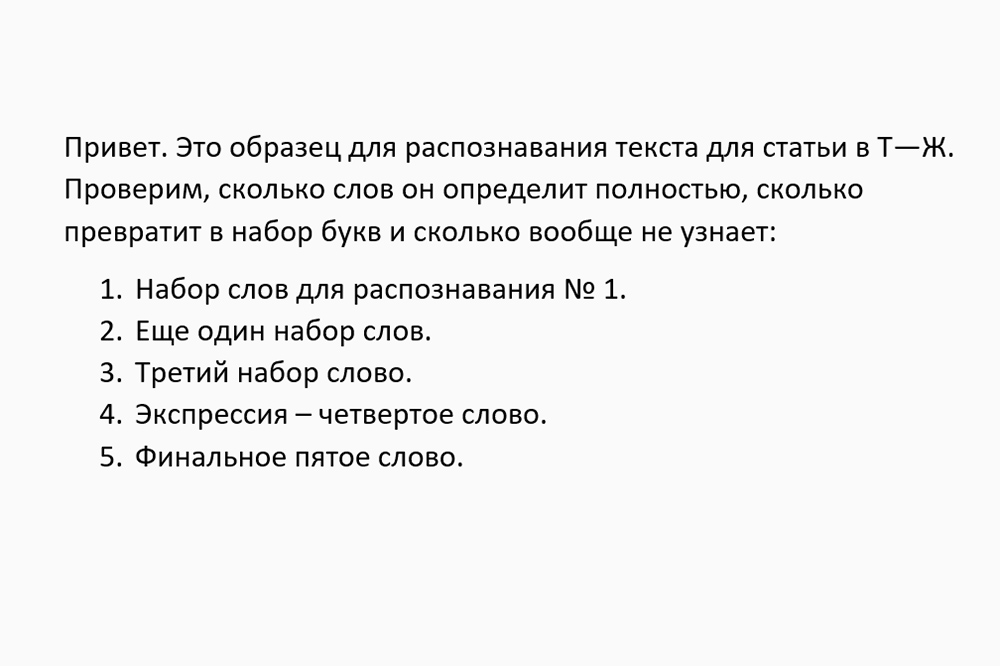 Привет. Это образец для распознавания текста для статьи в Т—Ж.
Проверим, сколько слов он определит полностью, сколько
превратит в набор букв и сколько вообще не узнает:
1. Набор слов для распознавания № 1.
2. Еще один набор слов.
3. Третий набор слово.
4. Экспрессия – четвертое слово.
5. Финальное пятое слово.